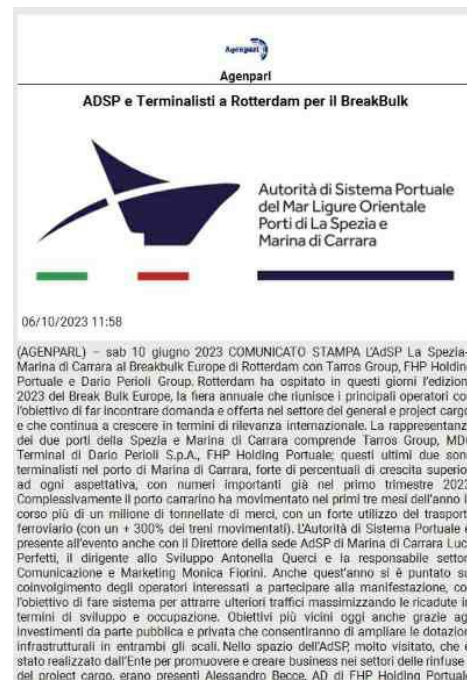 Agenparl
Agenparl
ADSP e Terminalisti a Rotterdam per il BreakBulk
Autorità di Sistema Portuale
del Mar Ligure Orientale
Porti di La Spezia e
Marina di Carrara
06/10/2023 11:58
(AGENPARL) – sab 10 giugno 2023 COMUNICATO STAMPA L'AdSP La Spezia-
Marina di Carrara al Breakbulk Europe di Rotterdam con Tarros Group, FHP Holdin
Portuale e Dario Perioli Group. Rotterdam ha ospitato in questi giorni l'edizion
2023 del Break Bulk Europe, la fiera annuale che riunisce i principali operatori co
l'obiettivo di far incontrare domanda e offerta nel settore del general e project carg
e che continua a crescere in termini di rilevanza internazionale. La rappresentanz
dei due porti della Spezia e Marina di Carrara comprende Tarros Group, MD
Terminal di Dario Perioli S.p.A., FHP Holding Portuale; questi ultimi due son
terminalisti nel porto di Marina di Carrara, forte di percentuali di crescita superio
ad ogni aspettativa, con numeri importanti già nel primo trimestre 2023
Complessivamente il porto carrarino ha movimentato nei primi tre mesi dell'anno i
corso più di un milione di tonnellate di merci, con un forte utilizzo del trasport
ferroviario (con un + 300% dei treni movimentati). L'Autorità di Sistema Portuale
presente all'evento anche con il Direttore della sede AdSP di Marina di Carrara Luc
Perfetti, il dirigente allo Sviluppo Antonella Querci e la responsabile settor
Comunicazione e Marketing Monica Fiorini. Anche quest'anno si è puntato su
coinvolgimento degli operatori interessati a partecipare alla manifestazione, co
l'obiettivo di fare sistema per attrarre ulteriori traffici massimizzando le ricadute i
termini di sviluppo e occupazione. Obiettivi più vicini oggi anche grazie ag
investimenti da parte pubblica e privata che consentiranno di ampliare le dotazion
infrastrutturali in entrambi gli scali. Nello spazio dell'AdSP, molto visitato, che
stato realizzato dall'Ente per promuovere e creare business nei settori delle rinfuse
del project cargo, erano presenti Alessandro Becce, AD di FHP Holding Portuale